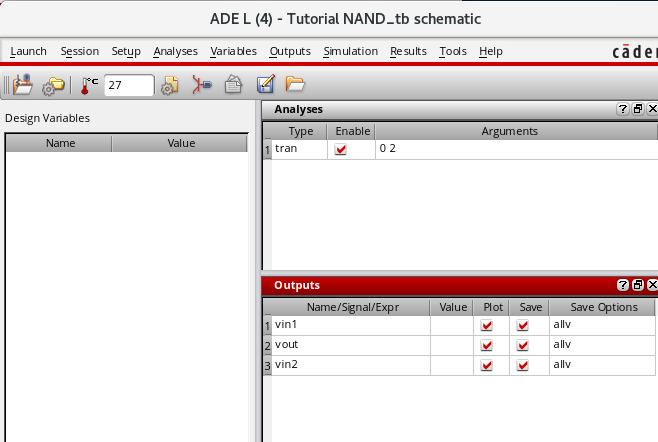 ADE L (4) - Tutorial NAND_tb schematic
Launch Session Setup Analyses Variables Outputs Simulation Results Tools Help
°C 27
Design Variables
Name Value
Analyses
Type Enable Arguments
1 tran 0 2
Outputs
Name/Signal/Expr Value Plot Save Save Options
1 vin1 allv
2 vout allv
3 vin2 allv